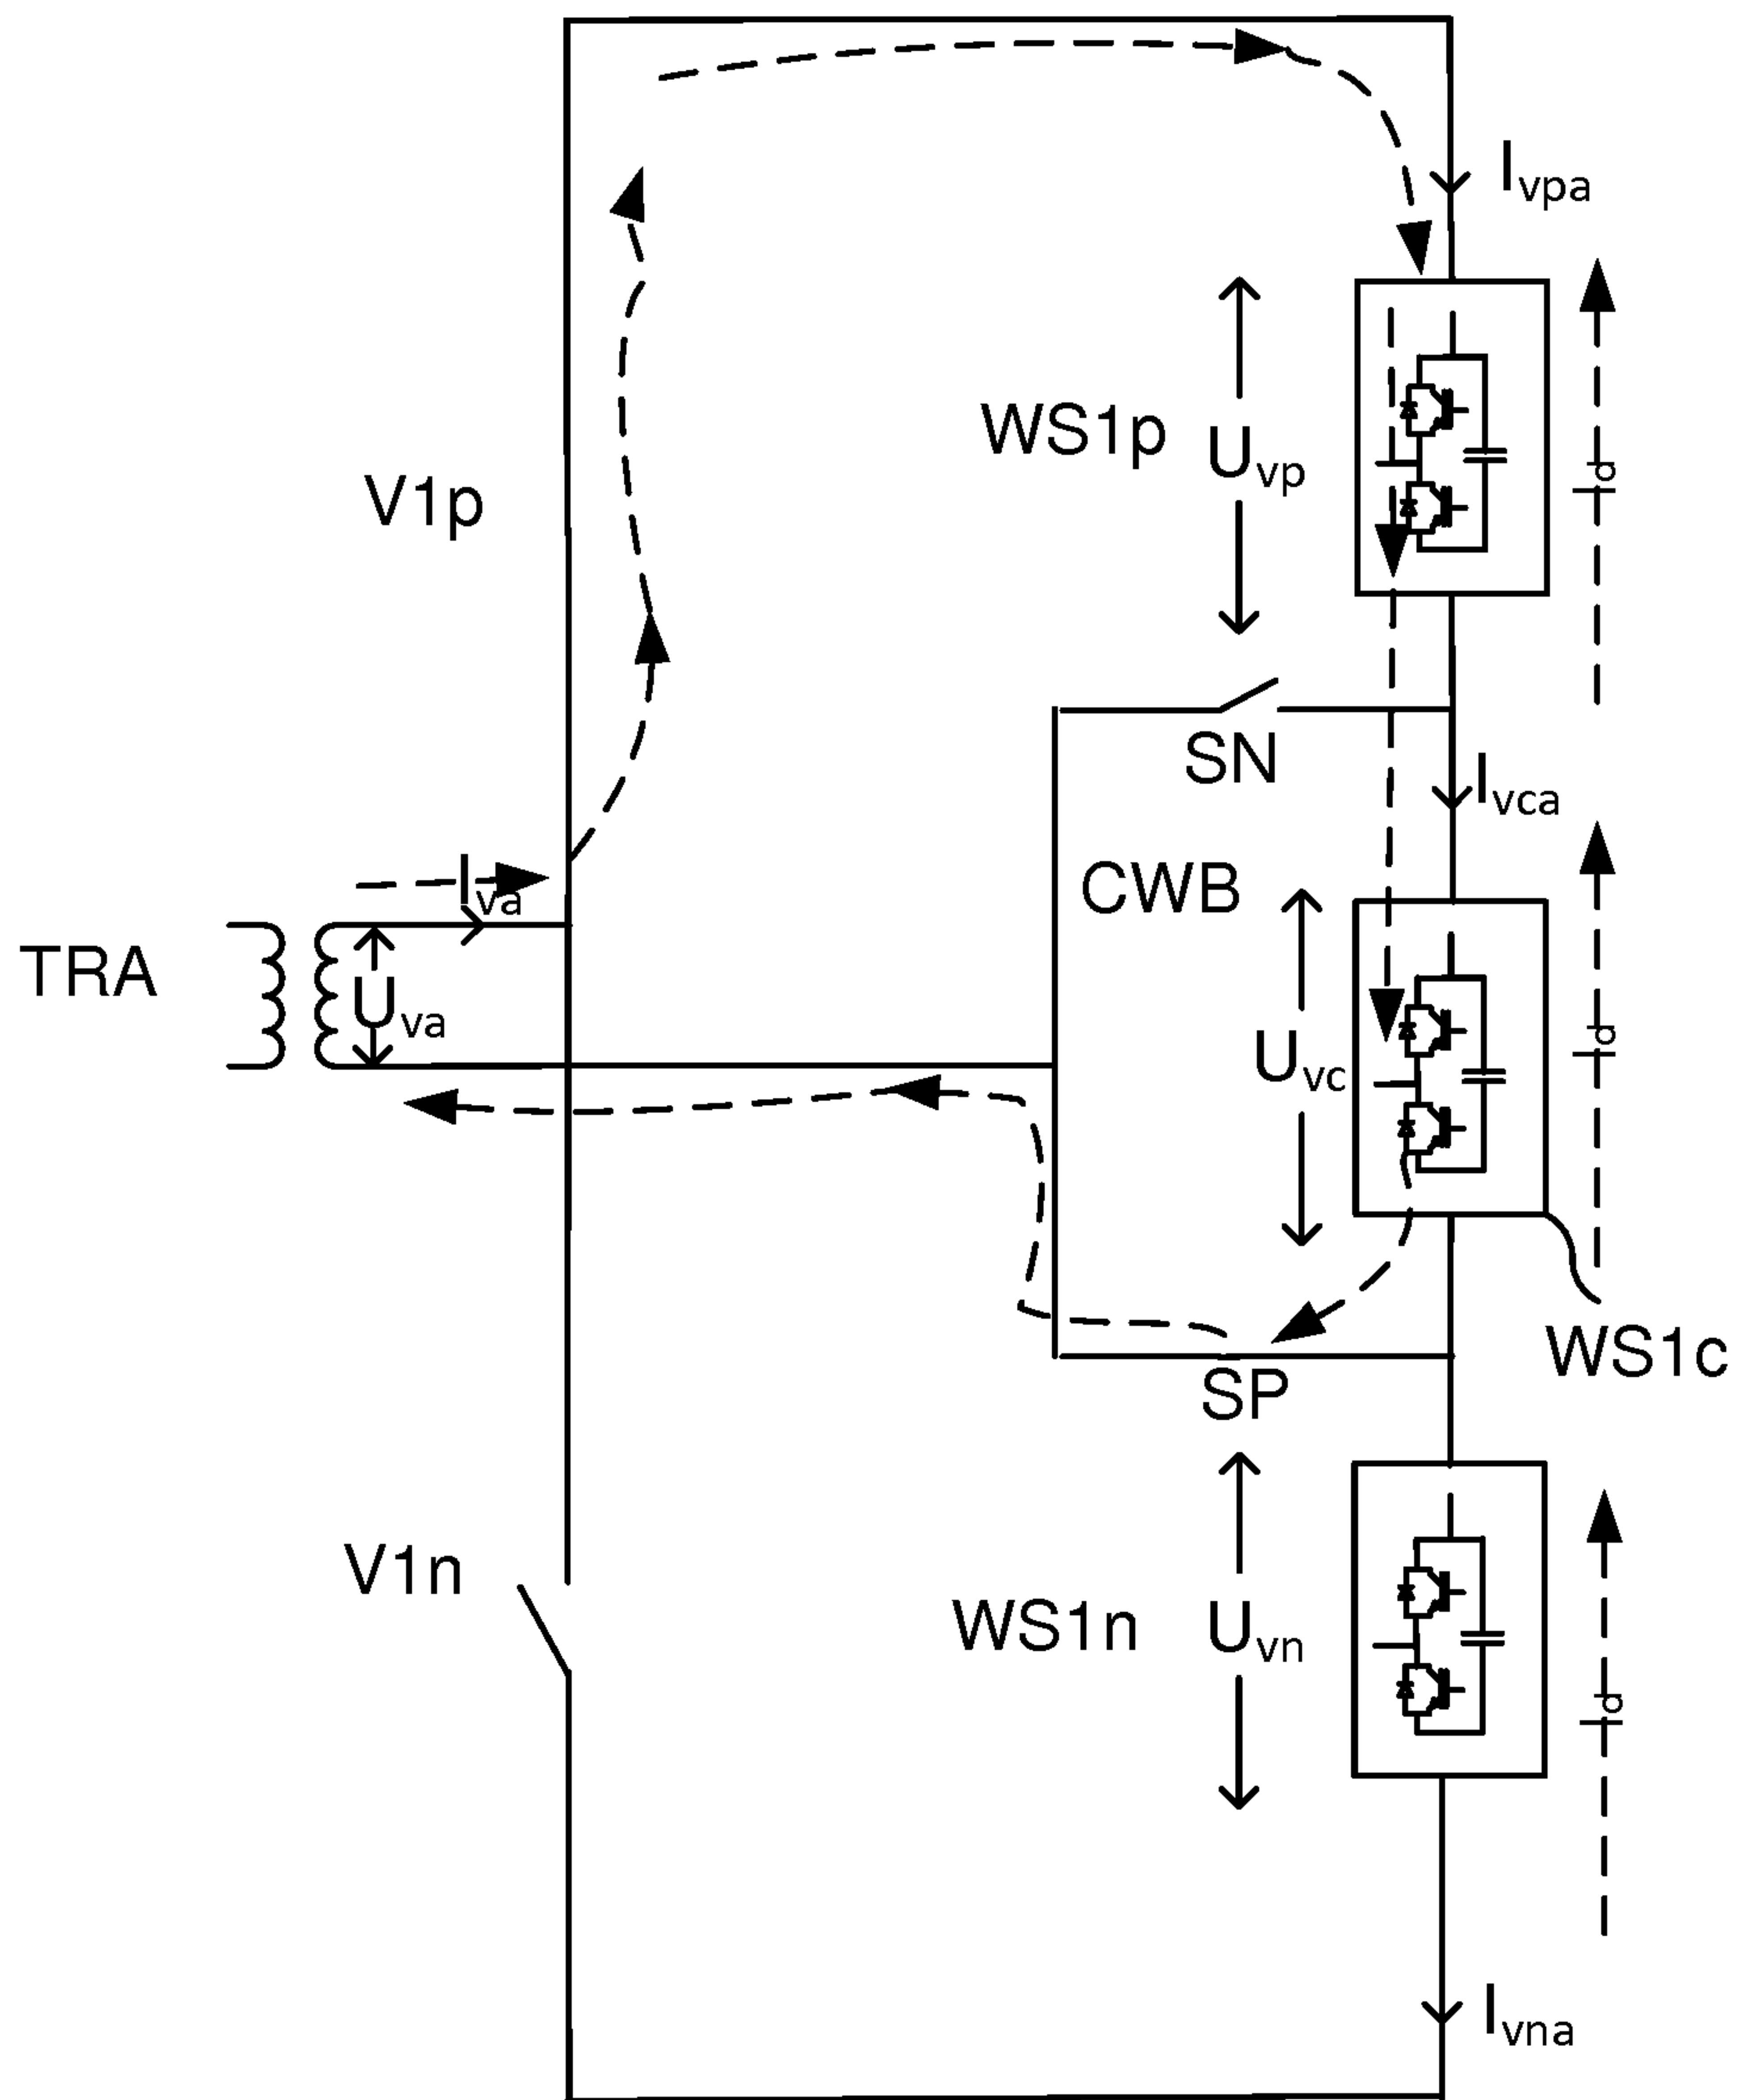 Ivpa
WS1p
Uvp
V1p
SN
Ivca
CWB
Iva
TRA
Uva
Uvc
WS1c
SP
V1n
WS1n
Uvn
Ivna